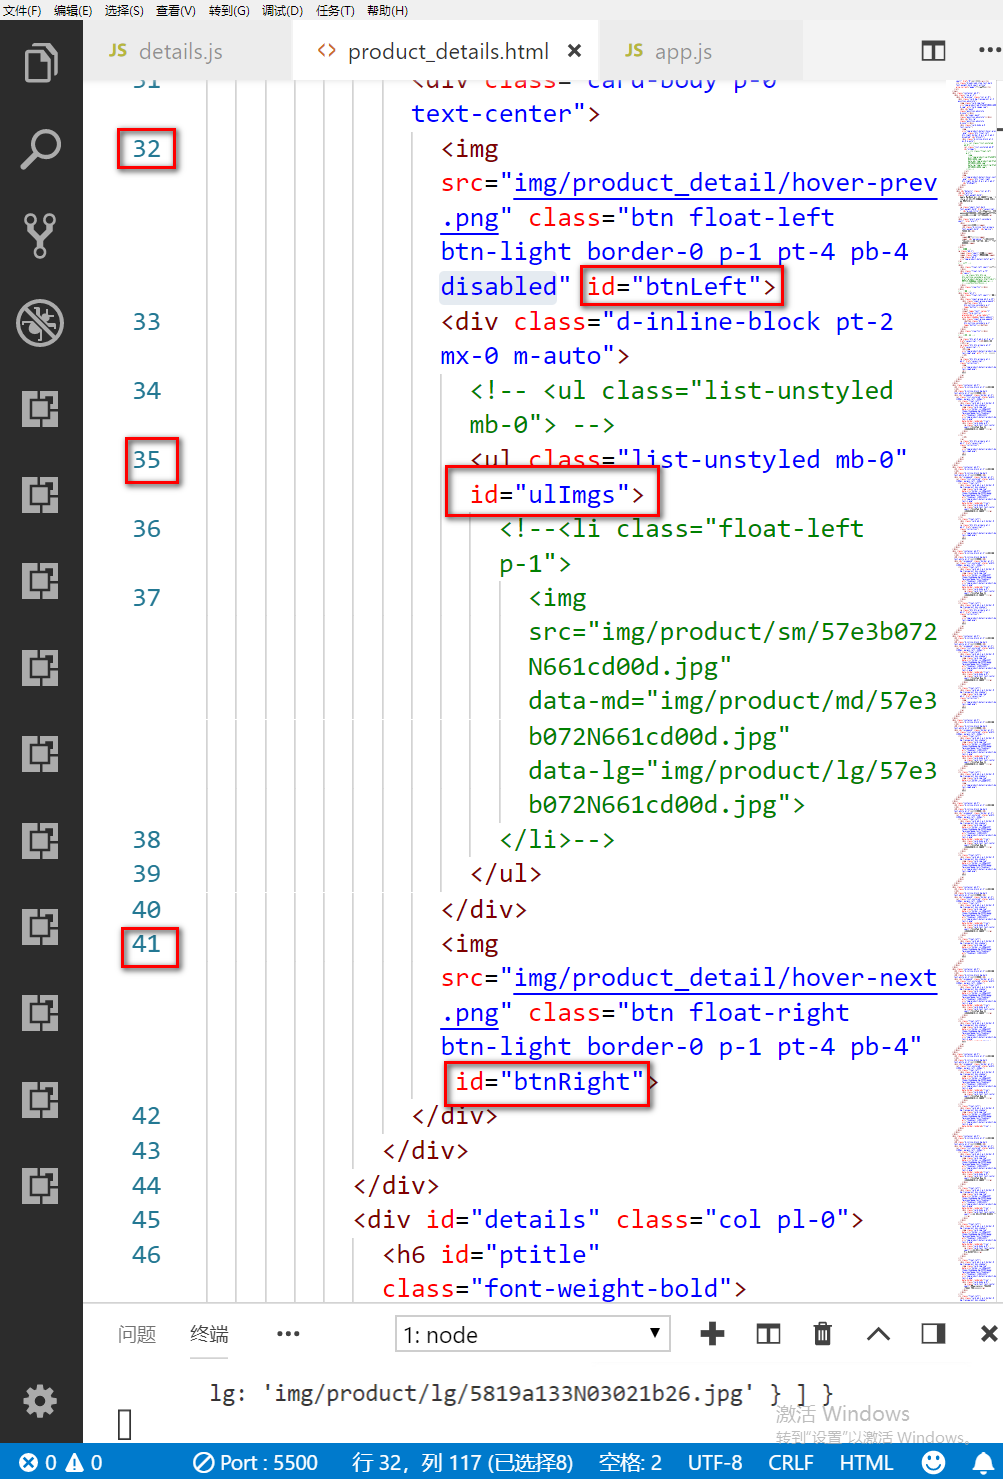 文件(F) 编辑(E) 选择(S) 查看(V) 转到(G) 调试(D) 任务(T) 帮助(H)
JS details.js <> product_details.html × JS app.js ...
31 <div class="card-body p-0
text-center">
32 <img
src="img/product_detail/hover-prev
.png" class="btn float-left
btn-light border-0 p-1 pt-4 pb-4
disabled" id="btnLeft">
33 <div class="d-inline-block pt-2
mx-0 m-auto">
34 <!-- <ul class="list-unstyled
mb-0"> -->
35 <ul class="list-unstyled mb-0"
id="ulImgs">
36 <!--<li class="float-left
p-1">
37 <img
src="img/product/sm/57e3b072
N661cd00d.jpg"
data-md="img/product/md/57e3
b072N661cd00d.jpg"
data-lg="img/product/lg/57e3
b072N661cd00d.jpg">
38 </li>-->
39 </ul>
40 </div>
41 <img
src="img/product_detail/hover-next
.png" class="btn float-right
btn-light border-0 p-1 pt-4 pb-4"
id="btnRight">
42 </div>
43 </div>
44 </div>
45 <div id="details" class="col pl-0">
46 <h6 id="ptitle"
class="font-weight-bold">
问题 终端 ... 1: node
lg: 'img/product/lg/5819a133N03021b26.jpg' } ] }
激活 Windows
转到"设置"以激活 Windows。
0 0 Port : 5500 行 32，列 117 (已选择8) 空格: 2 UTF-8 CRLF HTML